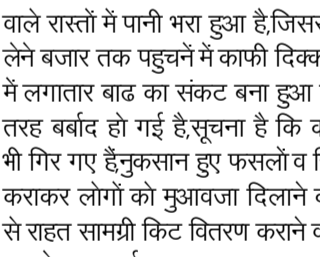 वाले रास्तों में पानी भरा हुआ है,जिसस
लेने बजार तक पहुचनें में काफी दिक्क
में लगातार बाढ का संकट बना हुआ
तरह बर्बाद हो गई है,सूचना है कि
भी गिर गए हैं,नुकसान हुए फसलों व
कराकर लोगों को मुआवजा दिलाने
से राहत सामग्री किट वितरण कराने